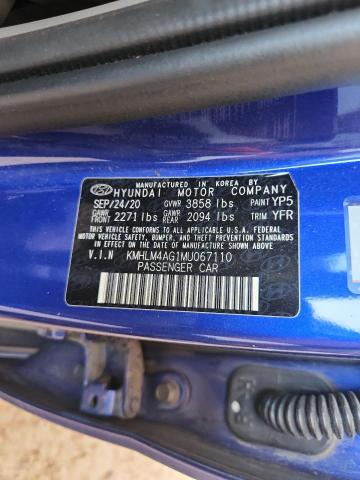 MANUFACTURED IN KOREA BY
HYUNDAI MOTOR COMPANY
SEP/24/20 GVWR 3858 lbs PAINT YP5
GAWR FRONT 2271 lbs GAWR REAR 2094 lbs TRIM YFR
THIS VEHICLE CONFORMS TO ALL APPLICABLE
U.S. FEDERAL MOTOR VEHICLE SAFETY
BUMPER AND THEFT PREVENTION STANDARDS
IN EFFECT ON THE DATE OF MANUFACTURE
SHOWN ABOVE.
V.I.N KMHLM4AG1MU067110
PASSENGER CAR